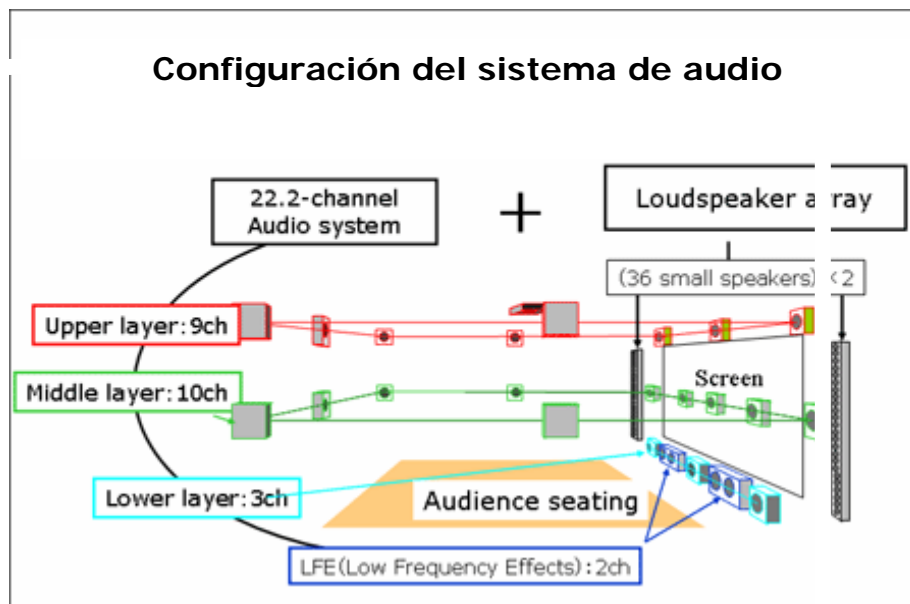 Configuración del sistema de audio
22.2-channel
Audio system
+
Loudspeaker array
(36 small speakers) ×2
Upper layer:9ch
Middle layer:10ch
Screen
Lower layer:3ch
Audience seating
LFE(Low Frequency Effects):2ch